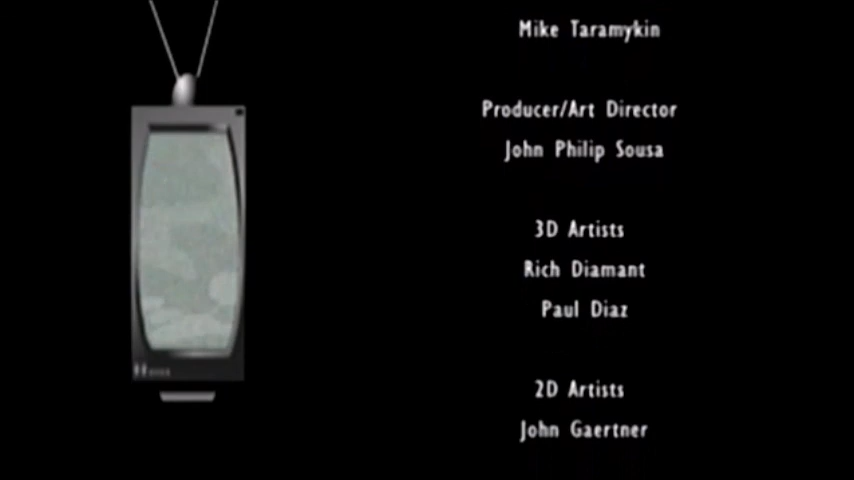 Mike Taramykin
Producer/Art Director
John Philip Sousa
3D Artists
Rich Diamant
Paul Diaz
2D Artists
John Gaertner